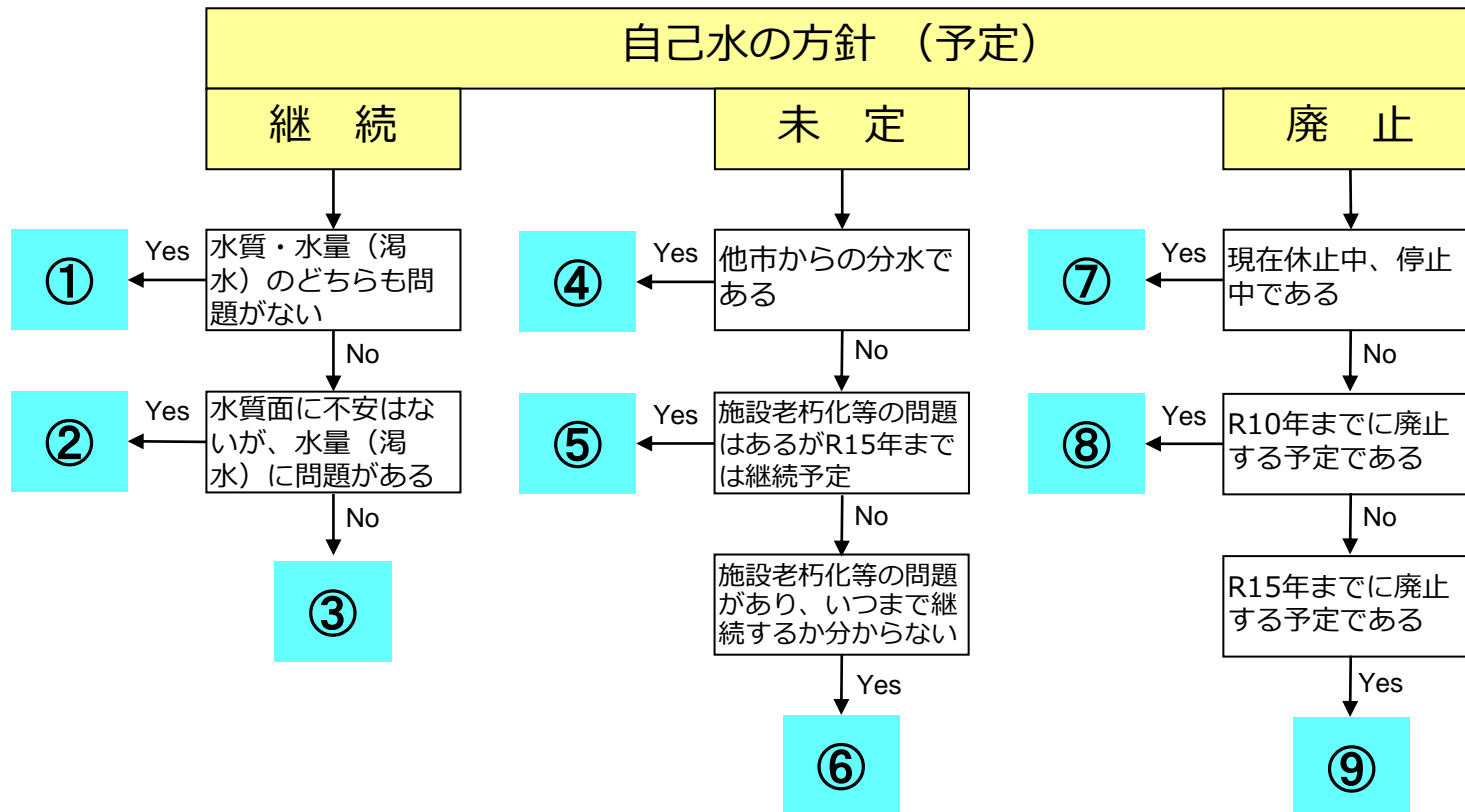 自己水の方針 （予定）
継 続
未 定
廃 止
Yes
①
水質・水量（渇
水）のどちらも問
題がない
No
Yes
②
水質面に不安はな
いが、水量（渇
水）に問題がある
No
③
Yes
④
他市からの分水で
ある
No
Yes
⑤
施設老朽化等の問題
はあるがR15年まで
は継続予定
No
施設老朽化等の問題
があり、いつまで継
続するか分からない
Yes
⑥
Yes
⑦
現在休止中、停止
中である
No
Yes
⑧
R10年までに廃止
する予定である
No
R15年までに廃止
する予定である
Yes
⑨